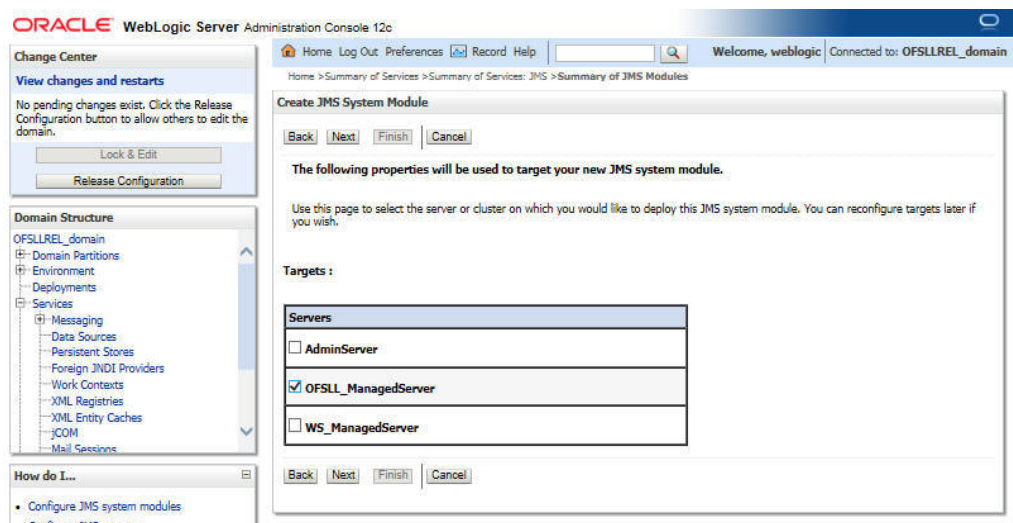 ORACLE WebLogic Server Administration Console 12c
Change Center
View changes and restarts
No pending changes exist. Click the Release
Configuration button to allow others to edit the
domain.
Lock & Edit
Release Configuration
Domain Structure
OFSLLREL_domain
Domain Partitions
Environment
Deployments
Services
Messaging
Data Sources
Persistent Stores
Foreign JNDI Providers
Work Contexts
XML Registries
XML Entity Caches
jCOM
Mail Sessions
How do I...
Configure JMS system modules
Home Log Out Preferences Record Help
Welcome, weblogic Connected to: OFSLLREL_domain
Home >Summary of Services >Summary of Services: JMS >Summary of JMS Modules
Create JMS System Module
Back Next Finish Cancel
The following properties will be used to target your new JMS system module.
Use this page to select the server or cluster on which you would like to deploy this JMS system module. You can reconfigure targets later if
you wish.
Targets :
Servers
AdminServer
OFSLL_ManagedServer
WS_ManagedServer
Back Next Finish Cancel